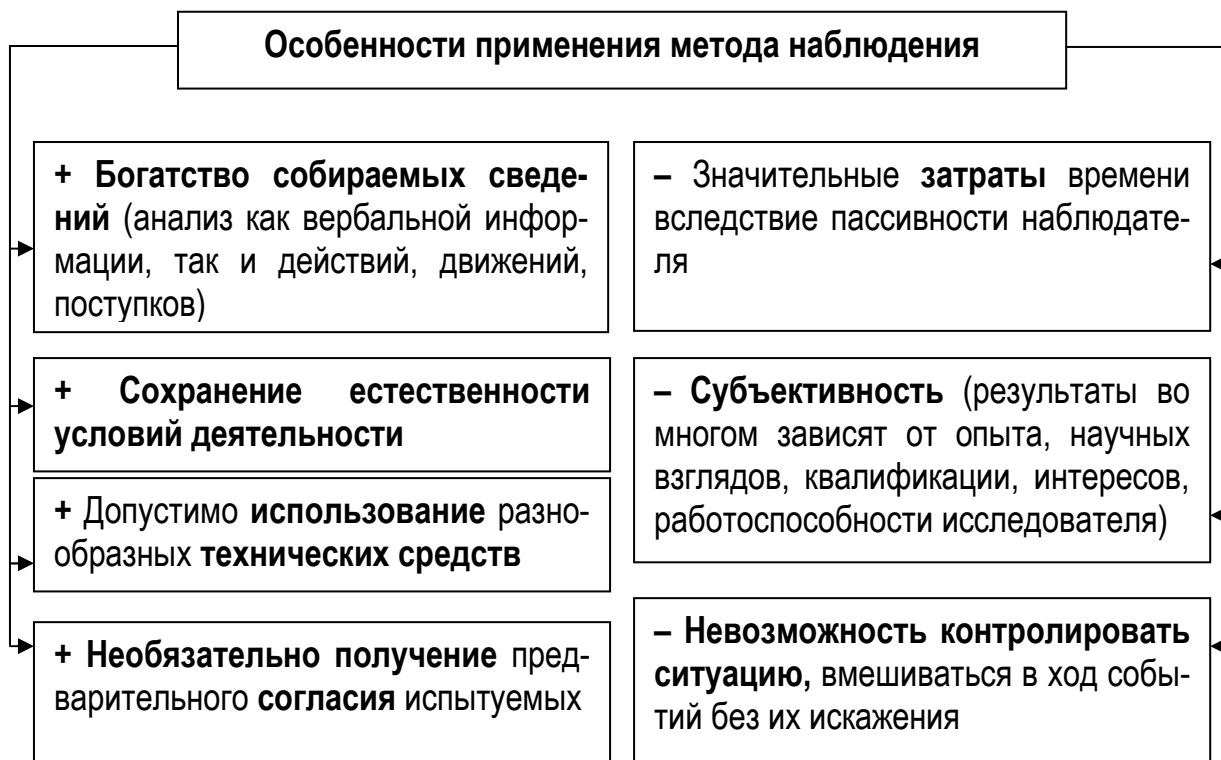 Особенности применения метода наблюдения
+ Богатство собираемых сведе-
ний (анализ как вербальной инфор-
мации, так и действий, движений,
поступков)
+ Сохранение естественности
условий деятельности
+ Допустимо использование разно-
образных технических средств
+ Необязательно получение пред-
варительного согласия испытуемых
– Значительные затраты времени
вследствие пассивности наблюдате-
ля
– Субъективность (результаты во
многом зависят от опыта, научных
взглядов, квалификации, интересов,
работоспособности исследователя)
– Невозможность контролировать
ситуацию, вмешиваться в ход собы-
тий без их искажения